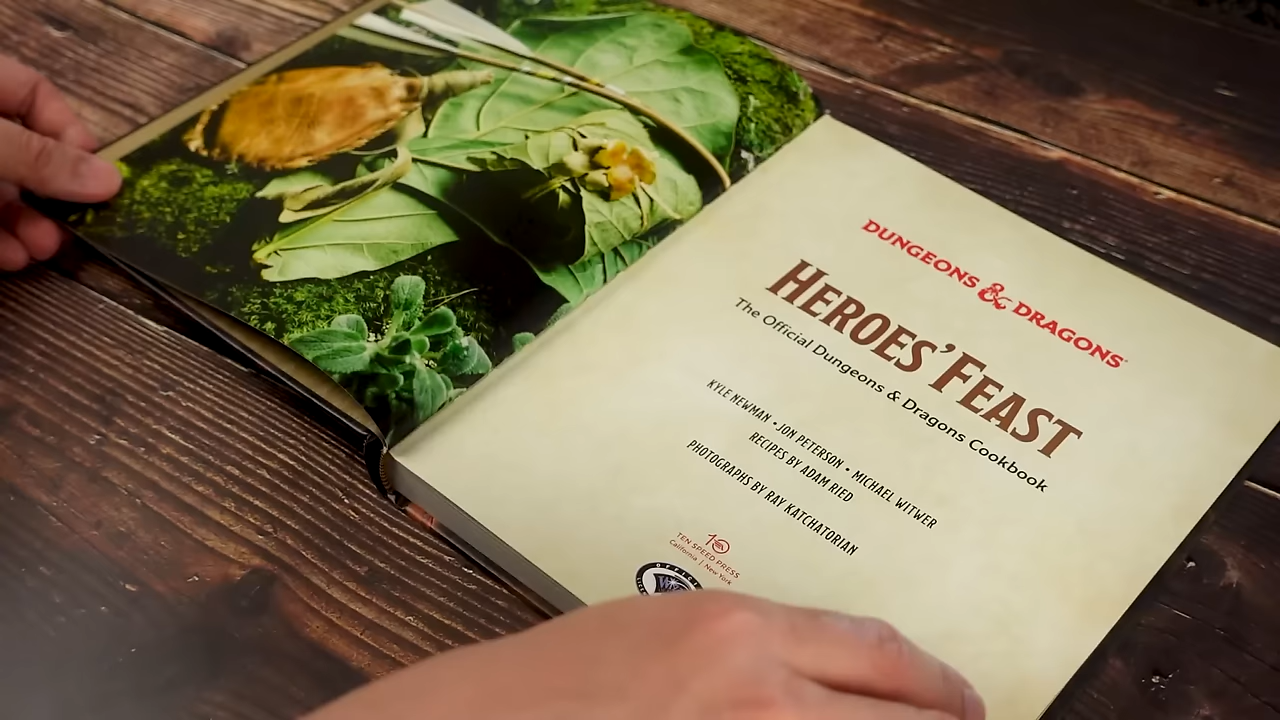 DUNGEONS & DRAGONS
HEROES' FEAST
The Official Dungeons & Dragons Cookbook
KYLE NEWMAN • JON PETERSON • MICHAEL WITWER
RECIPES BY ADAM RIED
PHOTOGRAPHS BY RAY KATCHATORIAN
TEN SPEED PRESS
California | New York